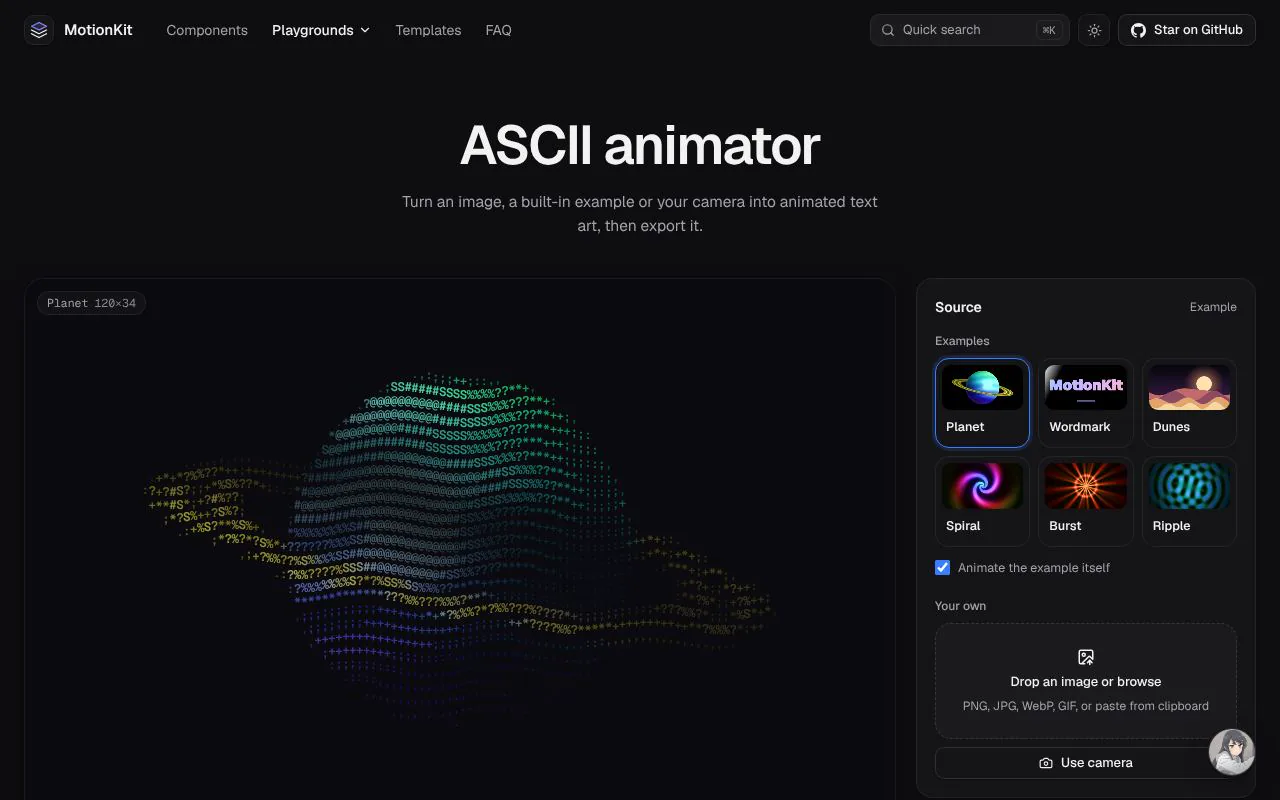 MotionKit
Components
Playgrounds
Templates
FAQ
Quick search
⌘K
Star on GitHub
ASCII animator
Turn an image, a built-in example or your camera into animated text
art, then export it.
Planet 120×34
Source
Example
Examples
MotionKit
Planet
Wordmark
Dunes
Spiral
Burst
Ripple
Animate the example itself
Your own
Drop an image or browse
PNG, JPG, WebP, GIF, or paste from clipboard
Use camera